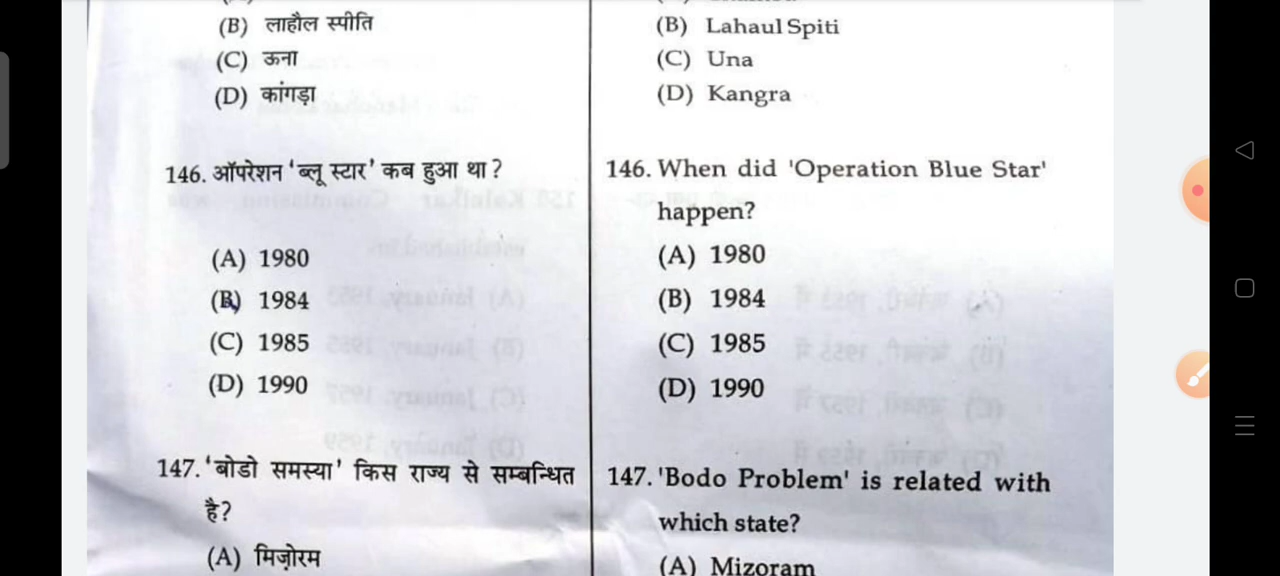 (B) लाहौल स्पीति
(C) ऊना
(D) कांगड़ा
146. ऑपरेशन 'ब्लू स्टार' कब हुआ था?
(A) 1980
(B) 1984
(C) 1985
(D) 1990
147. 'बोडो समस्या' किस राज्य से सम्बन्धित
है?
(A) मिज़ोरम
(B) Lahaul Spiti
(C) Una
(D) Kangra
146. When did 'Operation Blue Star'
happen?
(A) 1980
(B) 1984
(C) 1985
(D) 1990
147. 'Bodo Problem' is related with
which state?
(A) Mizoram